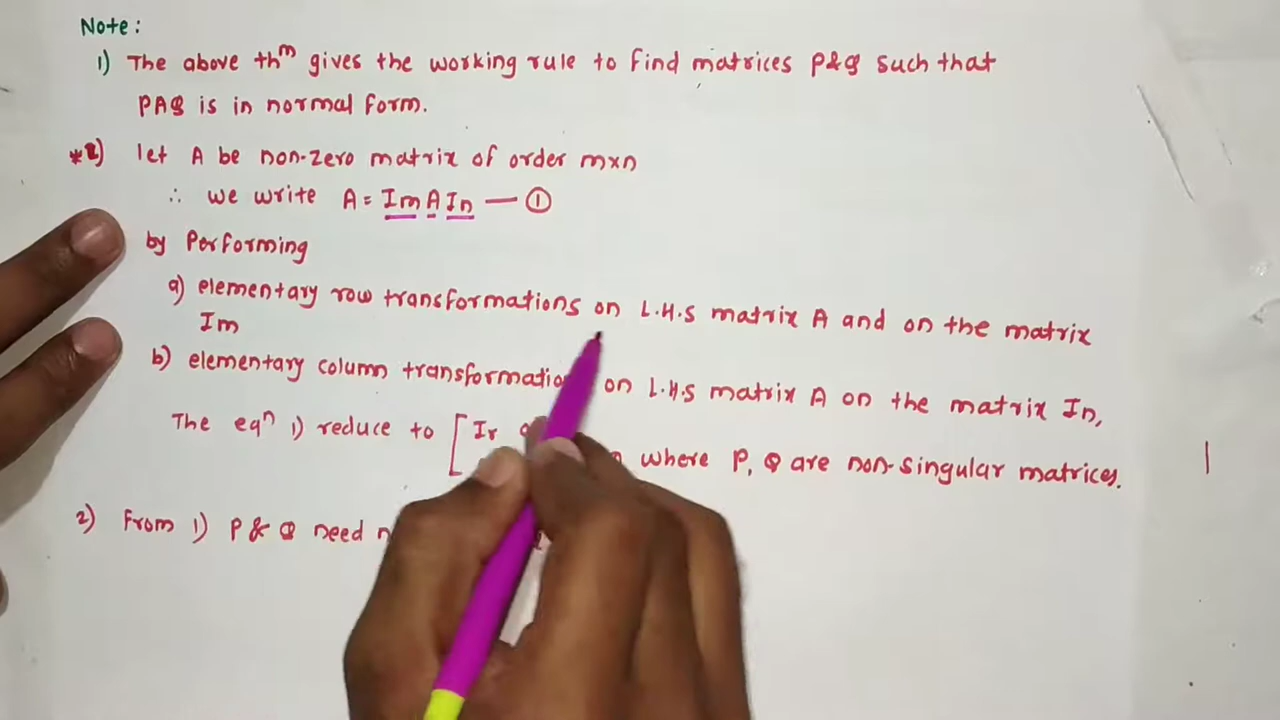 Note:
1) The above thm gives the working rule to find matrices P&Q such that
PAQ is in normal form.
*2) let A be non-zero matrix of order mxn
∴ we write A = Im A In — ①
by Performing
a) elementary row transformations on L.H.S matrix A and on the matrix
Im
b) elementary column on L.H.S matrix A on the matrix In,
The eqn 1) reduce to [Ir where P, Q are non-singular matrices.
2) From 1) P & Q need